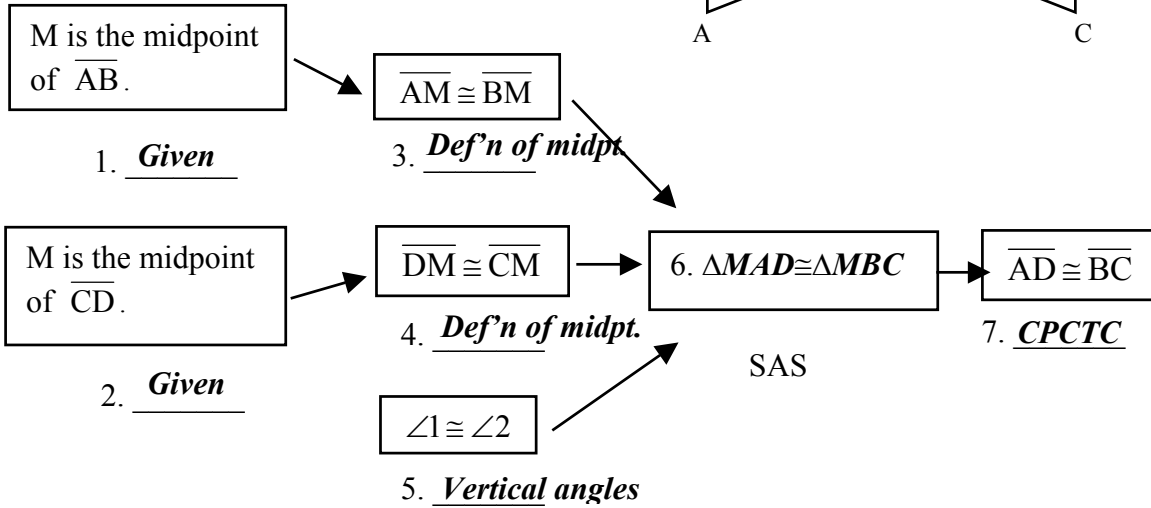 A
C
M is the midpoint
of AB.
AM ≅ BM
1. Given
3. Def’n of midpt.
M is the midpoint
of CD.
DM ≅ CM
6. ΔMAD≅ΔMBC
AD ≅ BC
4. Def’n of midpt.
7. CPCTC
SAS
2. Given
∠1 ≅ ∠2
5. Vertical angles